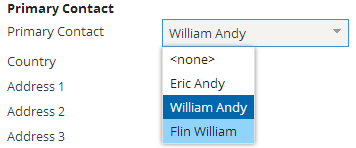 Primary Contact
Primary Contact William Andy
<none>
Country
Eric Andy
Address 1
William Andy
Address 2
Flin William
Address 3